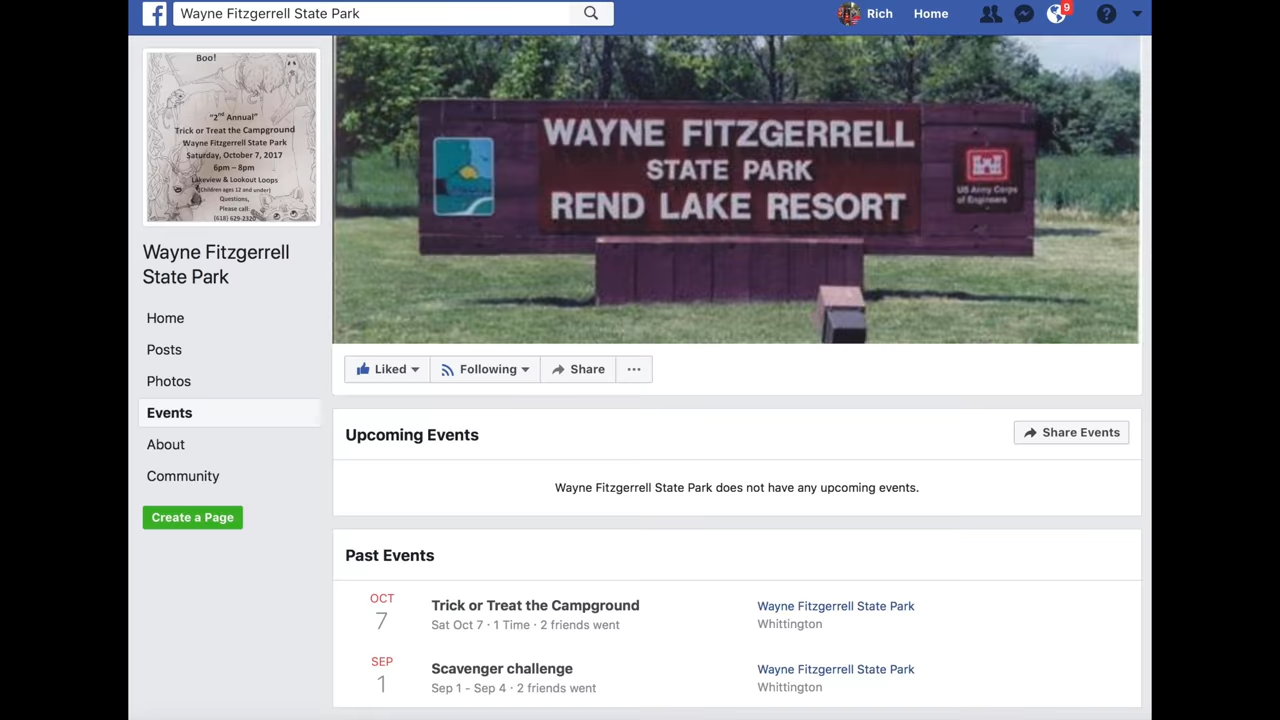 Wayne Fitzgerrell State Park
Rich
Home
9
Boo!
"2nd Annual"
Trick or Treat the Campground
Wayne Fitzgerrell State Park
Saturday, October 7, 2017
6pm – 8pm
Lakeview & Lookout Loops
(Children ages 12 and under)
Questions,
Please call:
(618) 629-2320
WAYNE FITZGERRELL
STATE PARK
REND LAKE RESORT
US Army Corps
of Engineers
Wayne Fitzgerrell
State Park
Home
Posts
Photos
Events
About
Community
Create a Page
Liked
Following
Share
Upcoming Events
Share Events
Wayne Fitzgerrell State Park does not have any upcoming events.
Past Events
OCT
7
Trick or Treat the Campground
Sat Oct 7 · 1 Time · 2 friends went
Wayne Fitzgerrell State Park
Whittington
SEP
1
Scavenger challenge
Sep 1 - Sep 4 · 2 friends went
Wayne Fitzgerrell State Park
Whittington